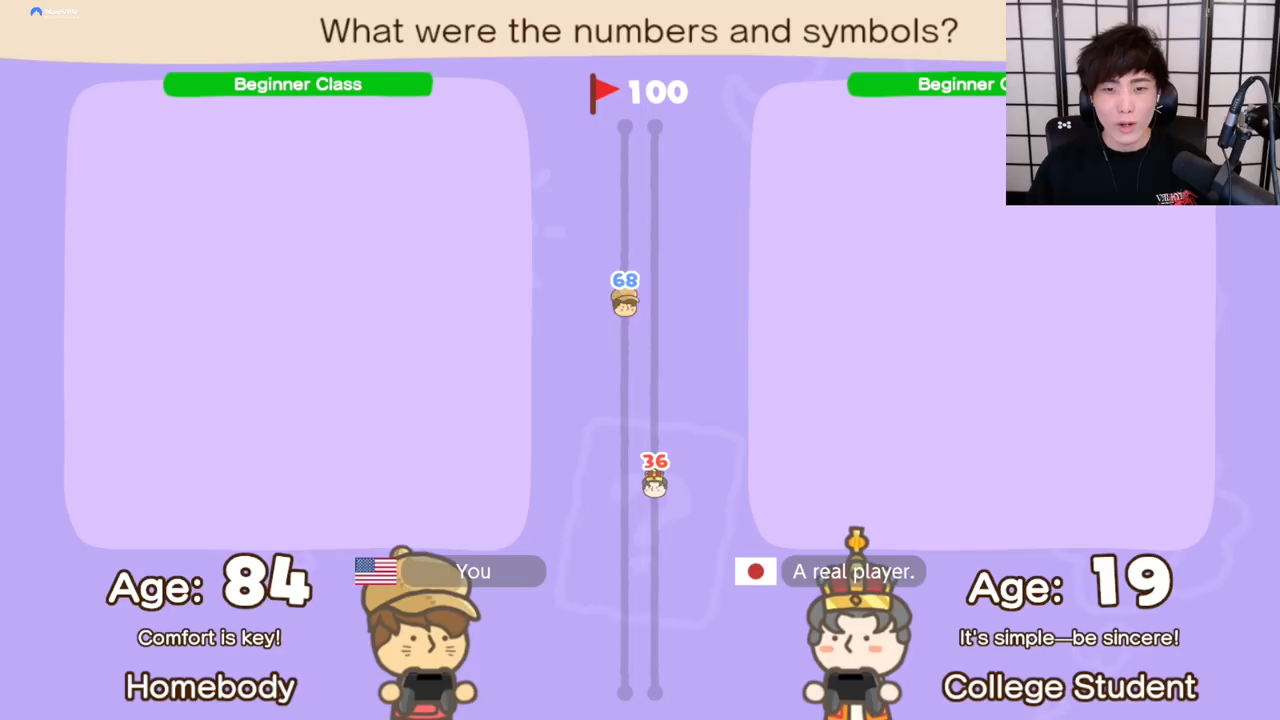 What were the numbers and symbols?
NordVPN
Beginner Class
100
Beginner C
68
36
Age: 84
You
Comfort is key!
Homebody
A real player.
Age: 19
It's simple—be sincere!
College Student